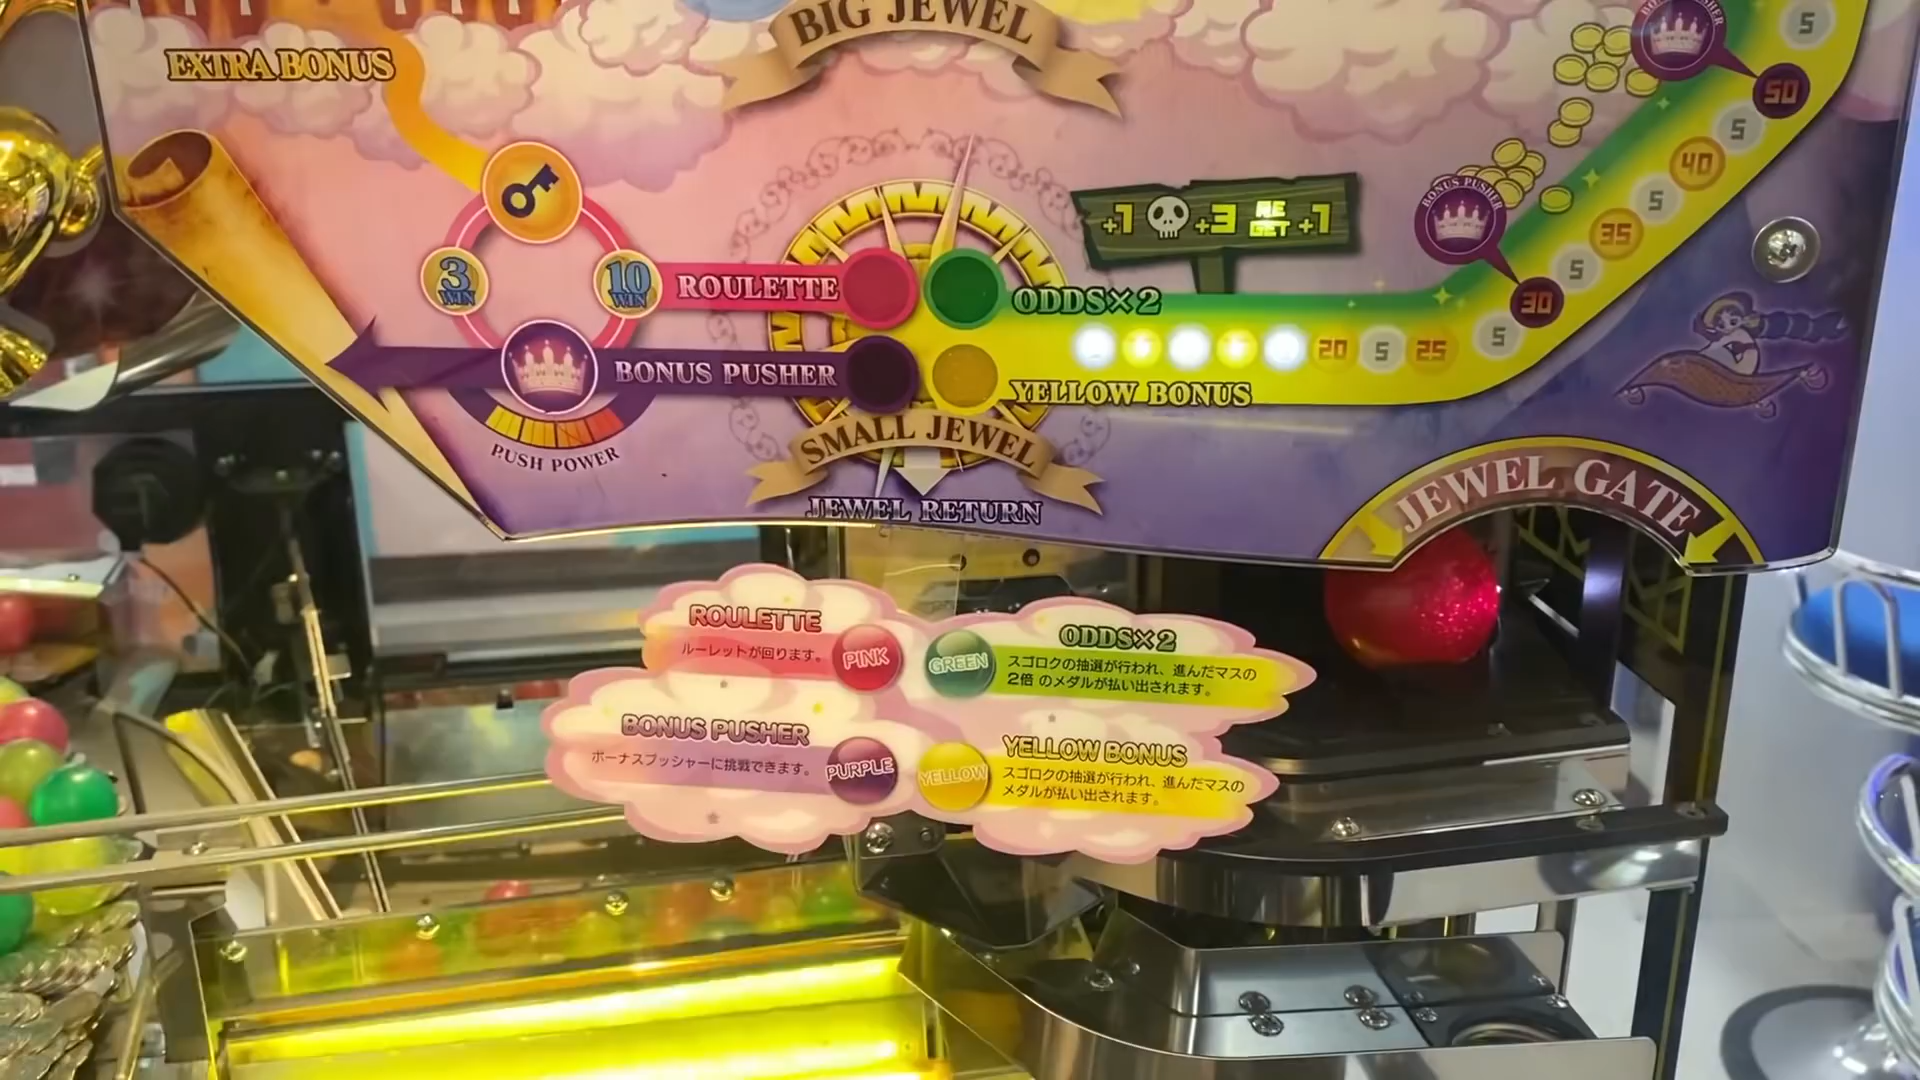 BIG JEWEL
EXTRA BONUS
BONUS PUSHER
5
50
5
40
5
BONUS PUSHER
35
5
30
5
+1 +3 RE GET +1
3 WIN
10 WIN
ROULETTE
ODDS×2
20 5 25
BONUS PUSHER
YELLOW BONUS
PUSH POWER
SMALL JEWEL
JEWEL RETURN
JEWEL GATE
ROULETTE
ルーレットが回ります。
PINK
GREEN
ODDS×2
スゴロクの抽選が行われ、進んだマスの
2倍 のメダルが払い出されます。
BONUS PUSHER
ボーナスプッシャーに挑戦できます。
PURPLE
YELLOW
YELLOW BONUS
スゴロクの抽選が行われ、進んだマスの
メダルが払い出されます。